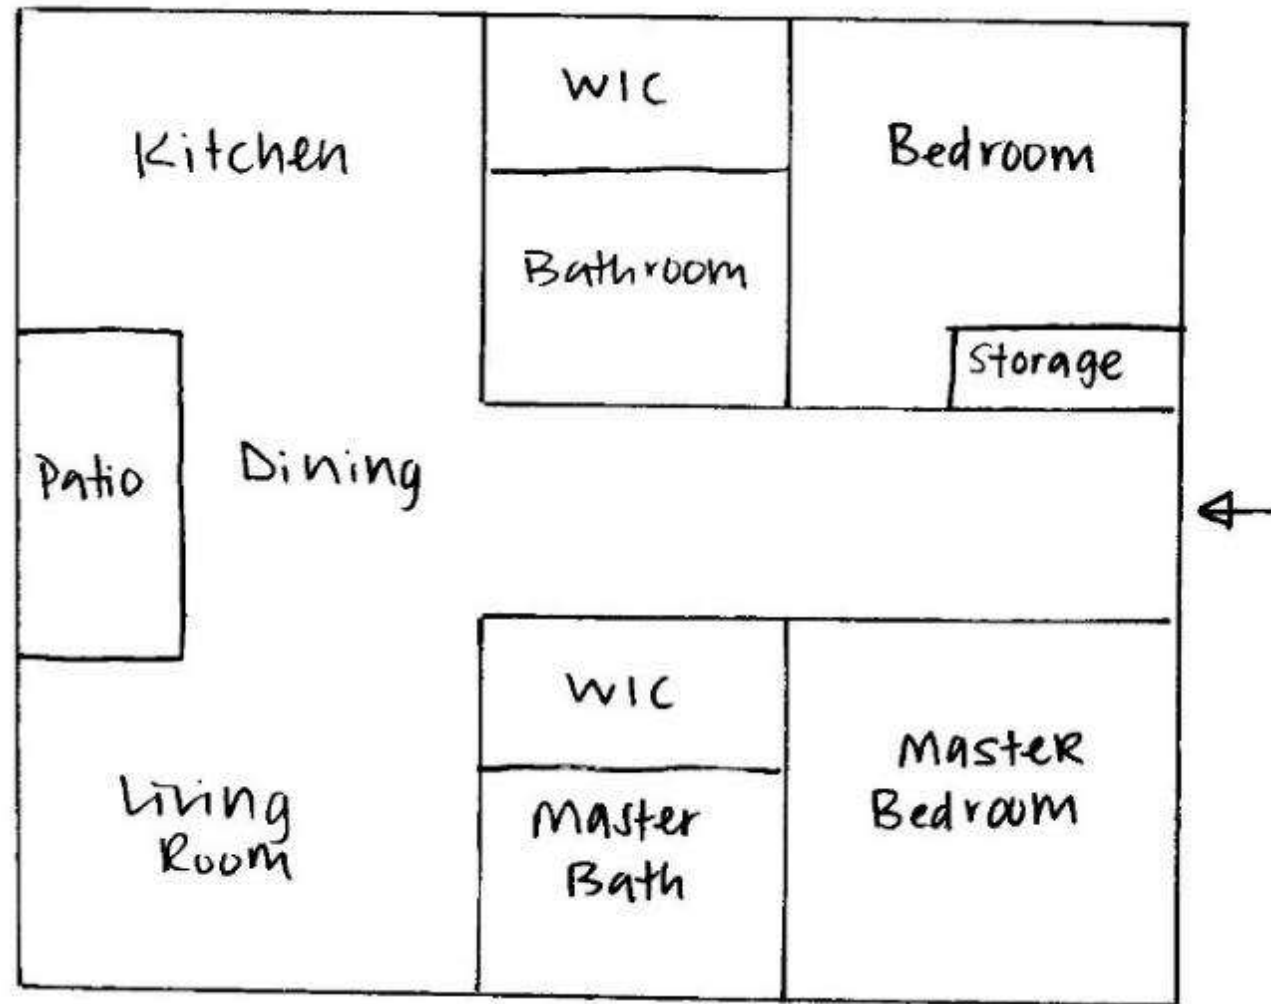 WIC
Kitchen
Bedroom
Bathroom
Storage
Patio
Dining
WIC
Master
Bedroom
Living
Room
Master
Bath